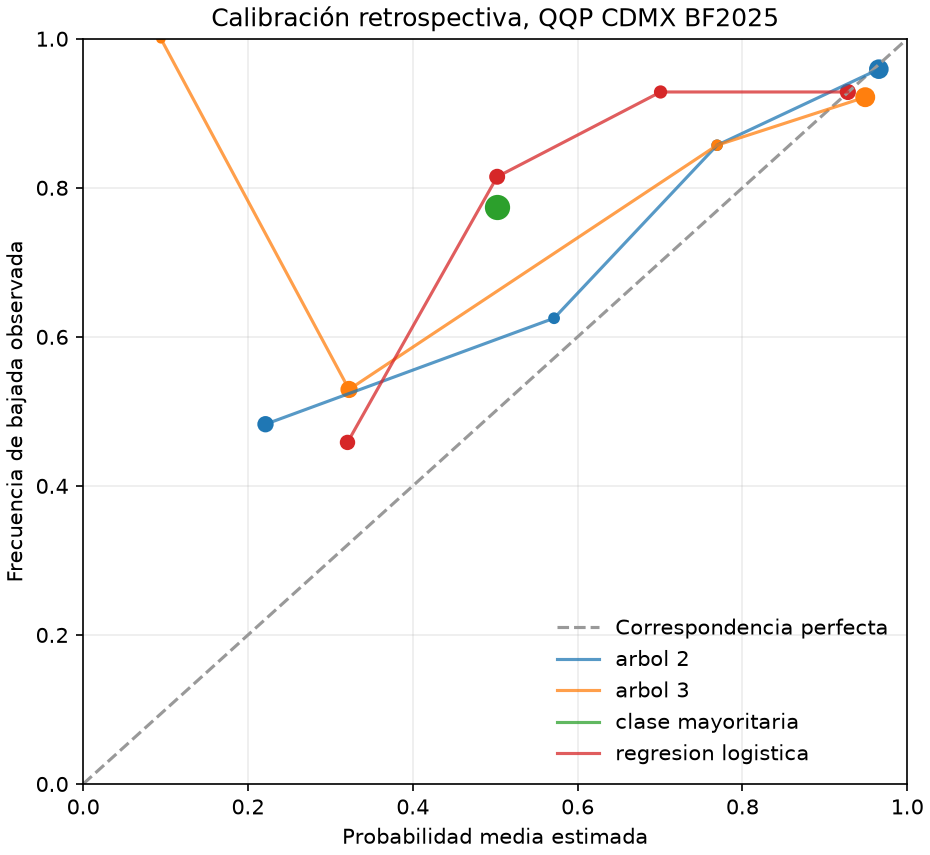 Calibración retrospectiva, QQP CDMX BF2025
Frecuencia de bajada observada
1.0
0.8
0.6
0.4
0.2
0.0
Correspondencia perfecta
arbol 2
arbol 3
clase mayoritaria
regresion logistica
0.0 0.2 0.4 0.6 0.8 1.0
Probabilidad media estimada